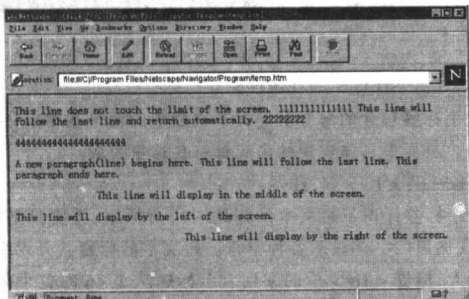 File Edit View Go Bookmarks Options Directory Window Help
Back Home Edit Reload Open Print Find
Location: file:///C|/Program Files/Netscape/Navigator/Program/temp.htm
N
This line does not touch the limit of the screen. 11111111111111 This line will
follow the last line and return automatically. 22222222
444444444444444444444
A new paragraph(line) begins here. This line will follow the last line. This
paragraph ends here.
This line will display in the middle of the screen.
This line will display by the left of the screen.
This line will display by the right of the screen.
Document: Done